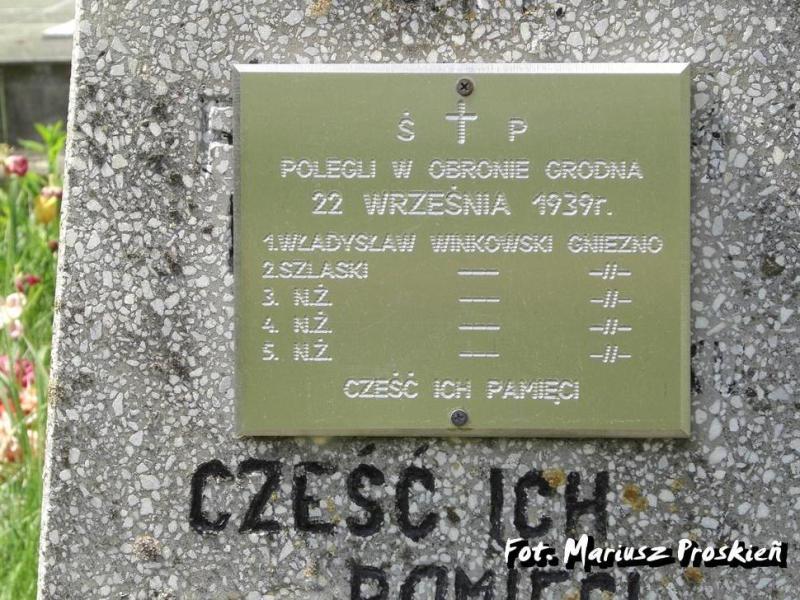 Ś † P
POLEGLI W OBRONIE GRODNA
22 WRZEŚNIA 1939r.
1.WŁADYSŁAW WINKOWSKI GNIEZNO
2.SZLASKI — –//–
3. N.Ż. — –//–
4. N.Ż. — –//–
5. N.Ż. — –//–
CZEŚĆ ICH PAMIĘCI
CZEŚĆ ICH
Fot. Mariusz Proskień
PAMIĘCI